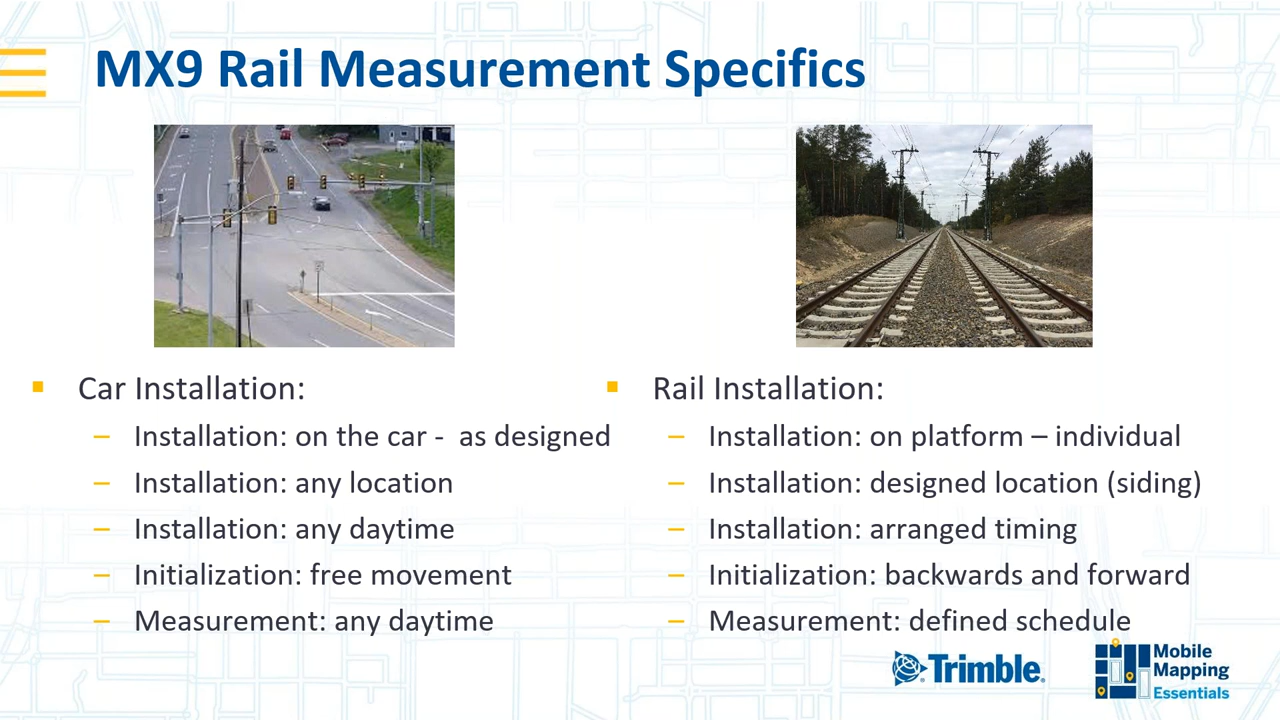 MX9 Rail Measurement Specifics
Car Installation:
– Installation: on the car -  as designed
– Installation: any location
– Installation: any daytime
– Initialization: free movement
– Measurement: any daytime
Rail Installation:
– Installation: on platform – individual
– Installation: designed location (siding)
– Installation: arranged timing
– Initialization: backwards and forward
– Measurement: defined schedule
Trimble®
Mobile
Mapping
Essentials